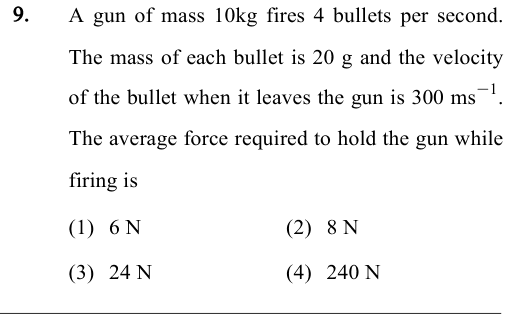 9. A gun of mass 10kg fires 4 bullets per second.
The mass of each bullet is 20 g and the velocity
of the bullet when it leaves the gun is 300 ms⁻¹.
The average force required to hold the gun while
firing is
(1) 6 N (2) 8 N
(3) 24 N (4) 240 N